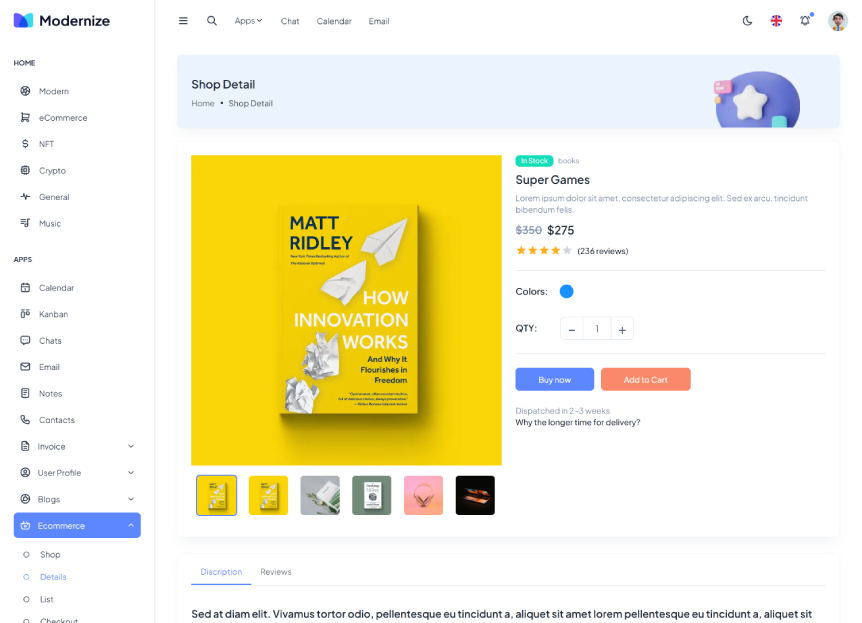 Modernize
Apps
Chat
Calendar
Email
HOME
Modern
eCommerce
NFT
Crypto
General
Music
APPS
Calendar
Kanban
Chats
Email
Notes
Contacts
Invoice
User Profile
Blogs
Ecommerce
Shop
Details
List
Checkout
Shop Detail
Home • Shop Detail
MATT
RIDLEY
New York Times Bestselling Author of
The Rational Optimist
HOW
INNOVATION
WORKS
And Why It
Flourishes in
Freedom
In Stock books
Super Games
Lorem ipsum dolor sit amet, consectetur adipiscing elit. Sed ex arcu, tincidunt
bibendum felis.
$350 $275
(236 reviews)
Colors:
QTY:
− 1 +
Buy now
Add to Cart
Dispatched in 2-3 weeks
Why the longer time for delivery?
Discription
Reviews
Sed at diam elit. Vivamus tortor odio, pellentesque eu tincidunt a, aliquet sit amet lorem pellentesque eu tincidunt a, aliquet sit